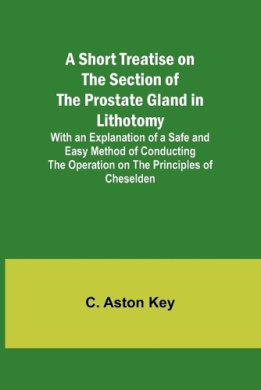 A Short Treatise on
The Section of
The Prostate Gland in
Lithotomy
With an Explanation of a Safe and
Easy Method of Conducting
The Operation on The Principles of
Cheselden
C. Aston Key